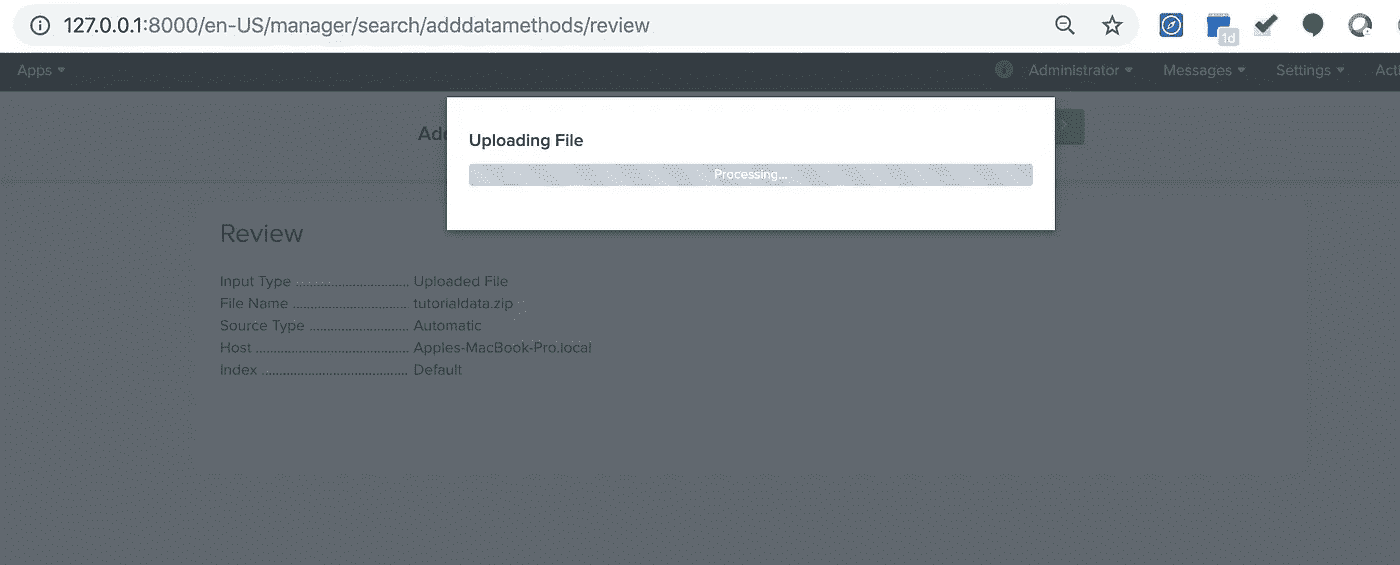 127.0.0.1:8000/en-US/manager/search/adddatamethods/review
1d
Apps Administrator Messages Settings
Uploading File
Processing...
Review
Input Type ................................ Uploaded File
File Name ................................ tutorialdata.zip
Source Type ............................ Automatic
Host ........................................... Apples-MacBook-Pro.local
Index ......................................... Default